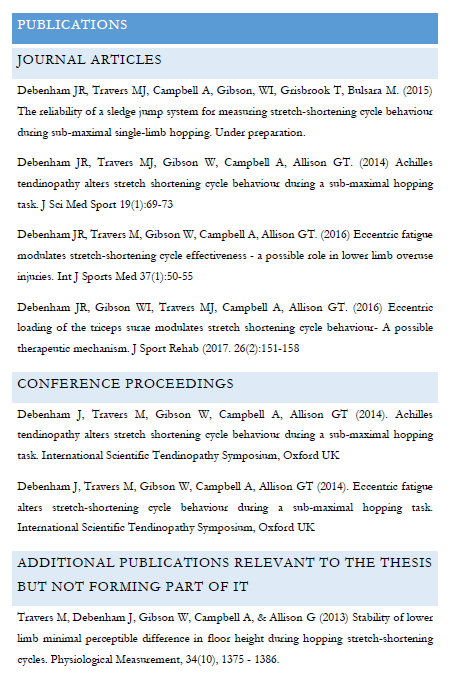 PUBLICATIONS
JOURNAL ARTICLES
Debenham JR, Travers MJ, Campbell A, Gibson, WI, Grisbrook T, Bulsara M. (2015)
The reliability of a sledge jump system for measuring stretch-shortening cycle behaviour
during sub-maximal single-limb hopping. Under preparation.
Debenham JR, Travers MJ, Gibson W, Campbell A, Allison GT. (2014) Achilles
tendinopathy alters stretch shortening cycle behaviour during a sub-maximal hopping
task. J Sci Med Sport 19(1):69-73
Debenham JR, Travers M, Gibson W, Campbell A, Allison GT. (2016) Eccentric fatigue
modulates stretch-shortening cycle effectiveness - a possible role in lower limb overuse
injuries. Int J Sports Med 37(1):50-55
Debenham JR, Gibson WI, Travers MJ, Campbell A, Allison GT. (2016) Eccentric
loading of the triceps surae modulates stretch shortening cycle behaviour- A possible
therapeutic mechanism. J Sport Rehab (2017. 26(2):151-158
CONFERENCE PROCEEDINGS
Debenham J, Travers M, Gibson W, Campbell A, Allison GT (2014). Achilles
tendinopathy alters stretch shortening cycle behaviour during a sub-maximal hopping
task. International Scientific Tendinopathy Symposium, Oxford UK
Debenham J, Travers M, Gibson W, Campbell A, Allison GT (2014). Eccentric fatigue
alters stretch-shortening cycle behaviour during a sub-maximal hopping task.
International Scientific Tendinopathy Symposium, Oxford UK
ADDITIONAL PUBLICATIONS RELEVANT TO THE THESIS
BUT NOT FORMING PART OF IT
Travers M, Debenham J, Gibson W, Campbell A, & Allison G (2013) Stability of lower
limb minimal perceptible difference in floor height during hopping stretch-shortening
cycles. Physiological Measurement, 34(10), 1375 - 1386.